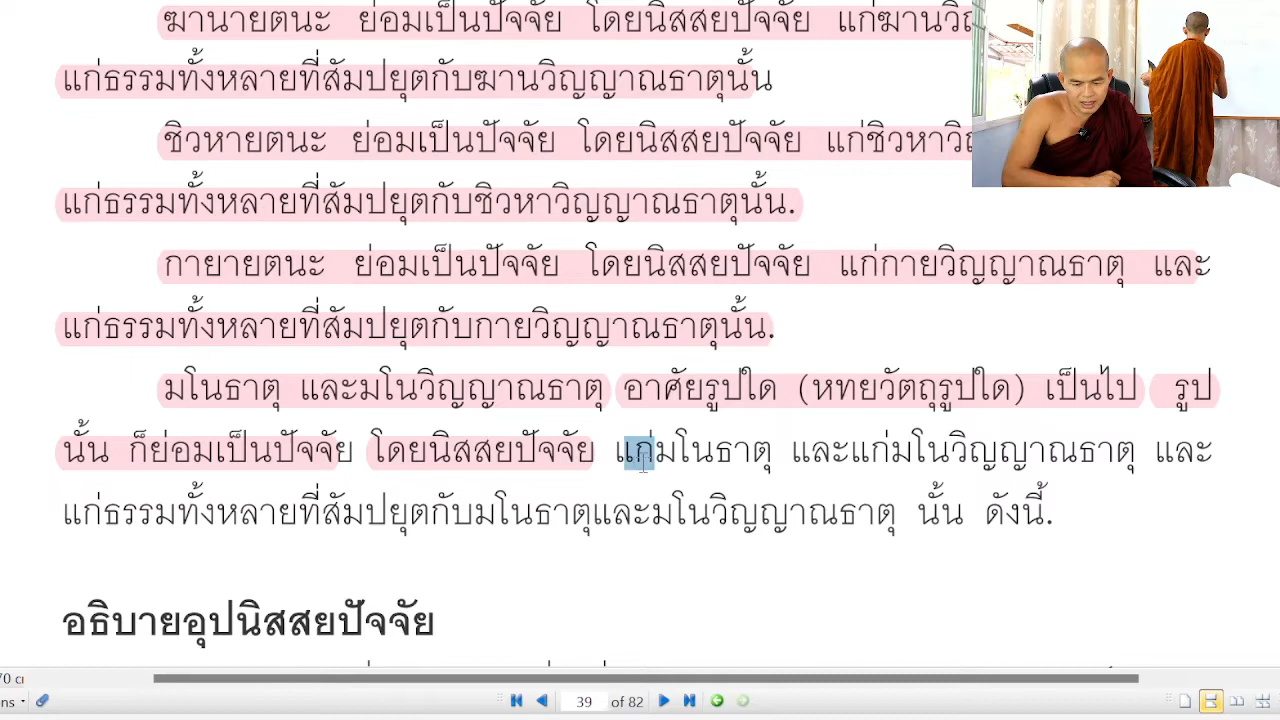 ฆานายตนะ ย่อมเป็นปัจจัย โดยนิสสยปัจจัย
แก่ธรรมทั้งหลายที่สัมปยุตกับฆานวิญญาณธาตุนั้น
ชิวหายตนะ ย่อมเป็นปัจจัย โดยนิสสยปัจจัย
แก่ธรรมทั้งหลายที่สัมปยุตกับชิวหาวิญญาณธาตุนั้น.
กายายตนะ ย่อมเป็นปัจจัย โดยนิสสยปัจจัย แก่กายวิญญาณธาตุ และ
แก่ธรรมทั้งหลายที่สัมปยุตกับกายวิญญาณธาตุนั้น.
มโนธาตุ และมโนวิญญาณธาตุ อาศัยรูปใด (หทยวัตถุรูปใด) เป็นไป รูป
นั้น ก็ย่อมเป็นปัจจัย โดยนิสสยปัจจัย แก่มโนธาตุ และแก่มโนวิญญาณธาตุ และ
แก่ธรรมทั้งหลายที่สัมปยุตกับมโนธาตุและมโนวิญญาณธาตุ นั้น ดังนี้.
อธิบายอุปนิสสยปัจจัย
39 of 82